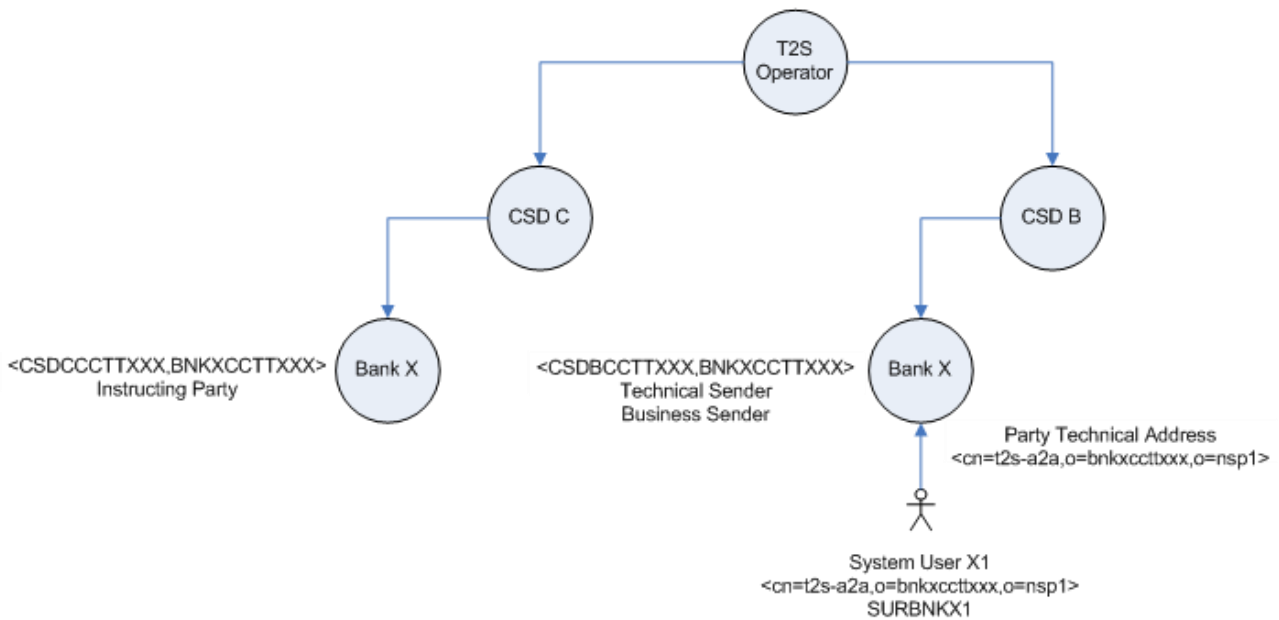 T2S
Operator
CSD C
CSD B
<CSDCCCTTXXX,BNKXCCTTXXX>
Instructing Party
Bank X
<CSDBCCTTXXX,BNKXCCTTXXX>
Technical Sender
Business Sender
Bank X
Party Technical Address
<cn=t2s-a2a,o=bnkxccttxxx,o=nsp1>
System User X1
<cn=t2s-a2a,o=bnkxccttxxx,o=nsp1>
SURBNKX1